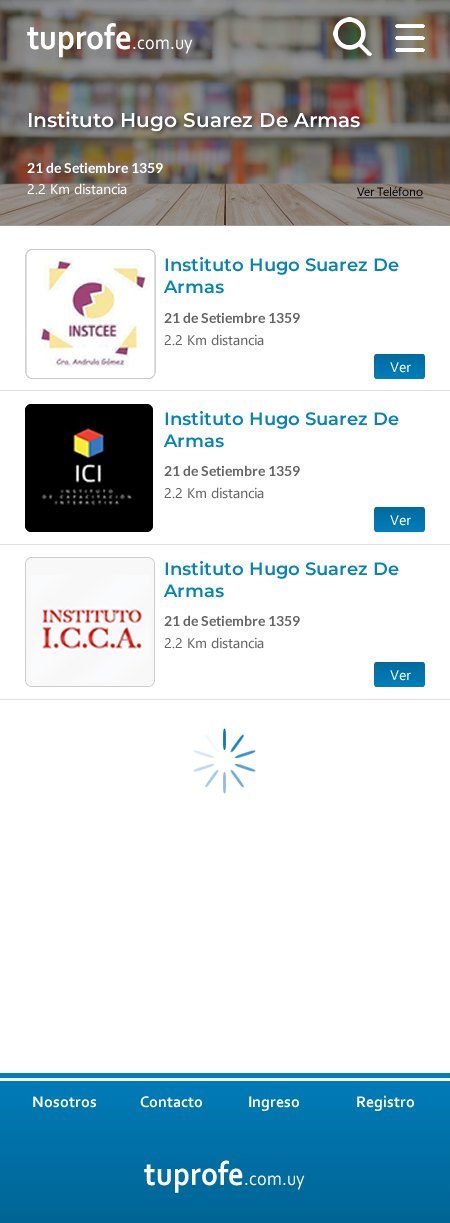 tuprofe.com.uy
Instituto Hugo Suarez De Armas
21 de Setiembre 1359
2.2 Km distancia
Ver Teléfono
INSTCEE
Cra. Andrula Gómez
Instituto Hugo Suarez De
Armas
21 de Setiembre 1359
2.2 Km distancia
Ver
ICI
INSTITUTO
DE CAPACITACIÓN
INTERACTIVA
Instituto Hugo Suarez De
Armas
21 de Setiembre 1359
2.2 Km distancia
Ver
INSTITUTO
I.C.C.A.
Instituto Hugo Suarez De
Armas
21 de Setiembre 1359
2.2 Km distancia
Ver
Nosotros Contacto Ingreso Registro
tuprofe.com.uy